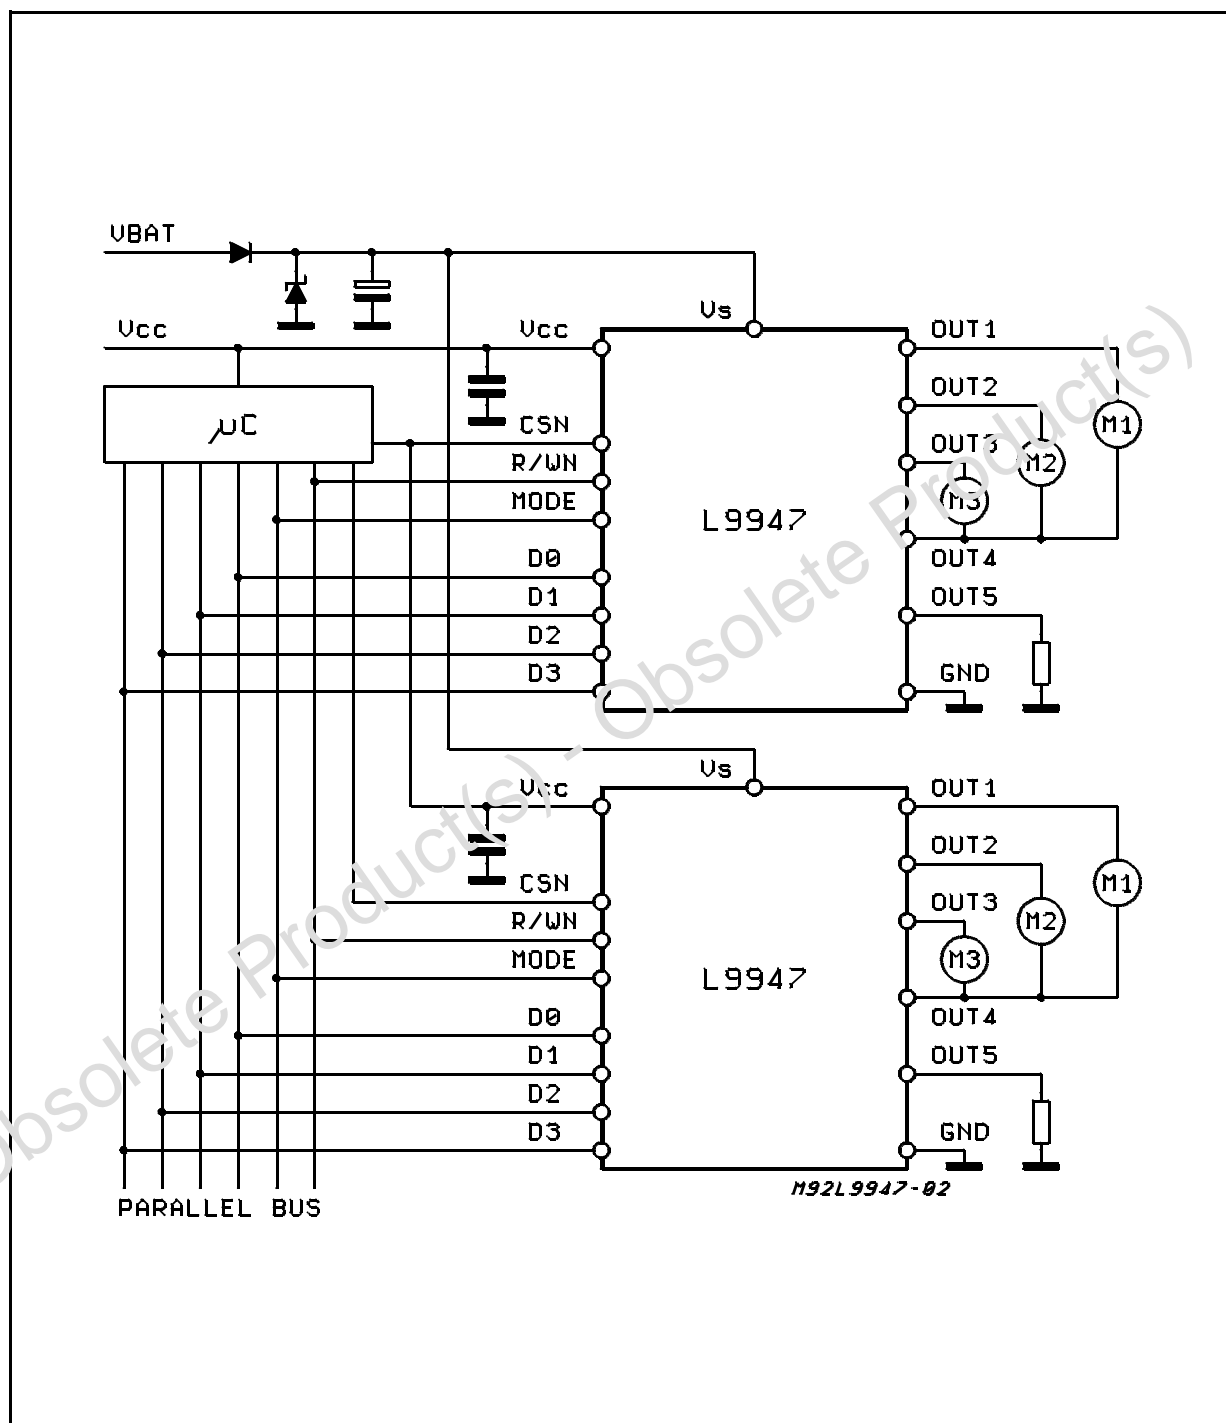 VBAT
Vcc
Vcc
Vs
µC
CSN
R/WN
MODE
D0
D1
D2
D3
L9947
OUT1
OUT2
OUT3
OUT4
OUT5
GND
M1
M2
M3
Vs
Vcc
CSN
R/WN
MODE
D0
D1
D2
D3
L9947
OUT1
OUT2
OUT3
OUT4
OUT5
GND
M1
M2
M3
M92L9947-02
PARALLEL BUS
Obsolete Product(s) - Obsolete Product(s)